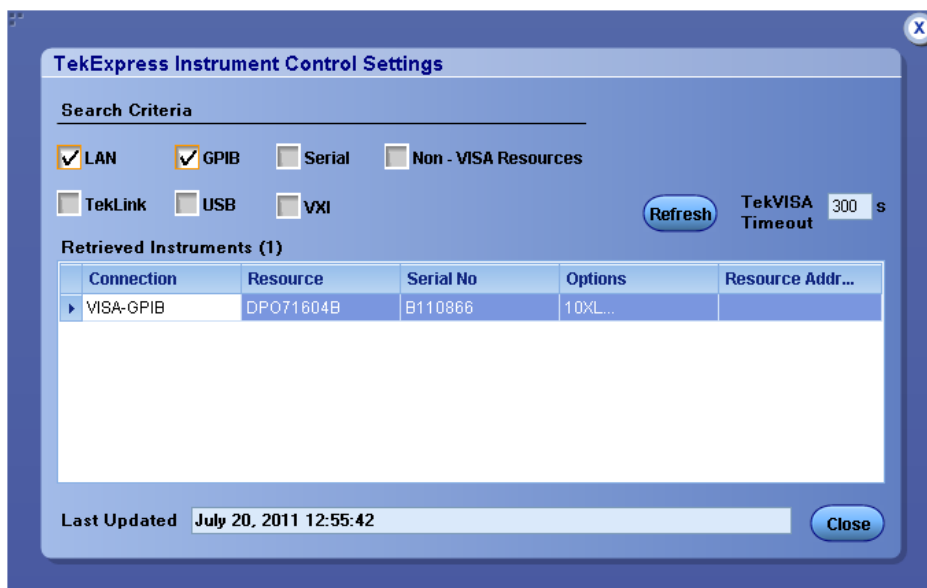 X
TekExpress Instrument Control Settings
Search Criteria
LAN GPIB Serial Non - VISA Resources
TekLink USB VXI
Refresh TekVISA Timeout 300 s
Retrieved Instruments (1)
Connection Resource Serial No Options Resource Addr...
VISA-GPIB DPO71604B B110866 10XL...
Last Updated July 20, 2011 12:55:42 Close